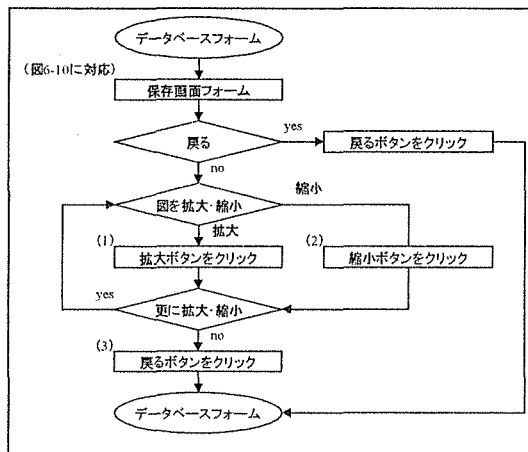 データベースフォーム
(図6-10に対応)
保存画面フォーム
戻る
yes
戻るボタンをクリック
no
図を拡大・縮小
縮小
拡大
(1)
拡大ボタンをクリック
(2)
縮小ボタンをクリック
yes
更に拡大・縮小
no
(3)
戻るボタンをクリック
データベースフォーム